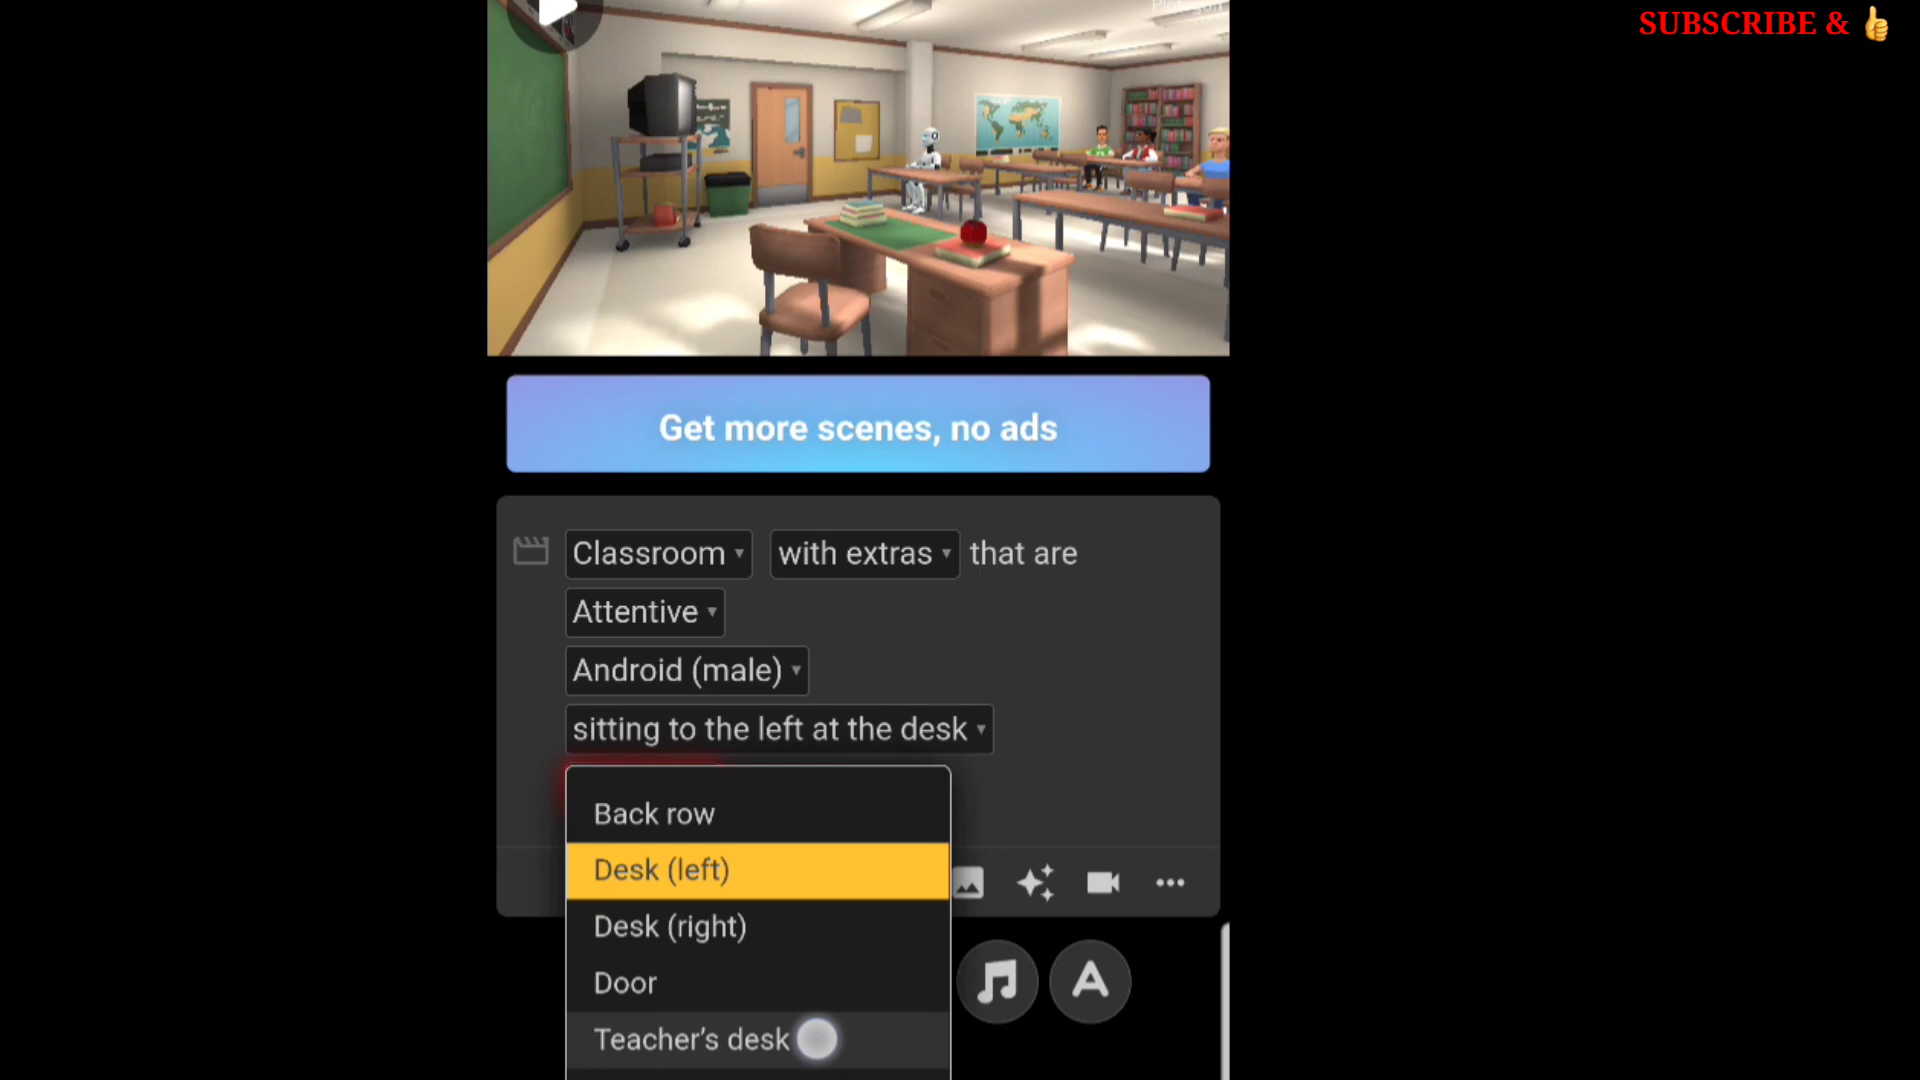 SUBSCRIBE & 👍
Get more scenes, no ads
Classroom with extras that are
Attentive
Android (male)
sitting to the left at the desk
Back row
Desk (left)
Desk (right)
Door
Teacher’s desk
A